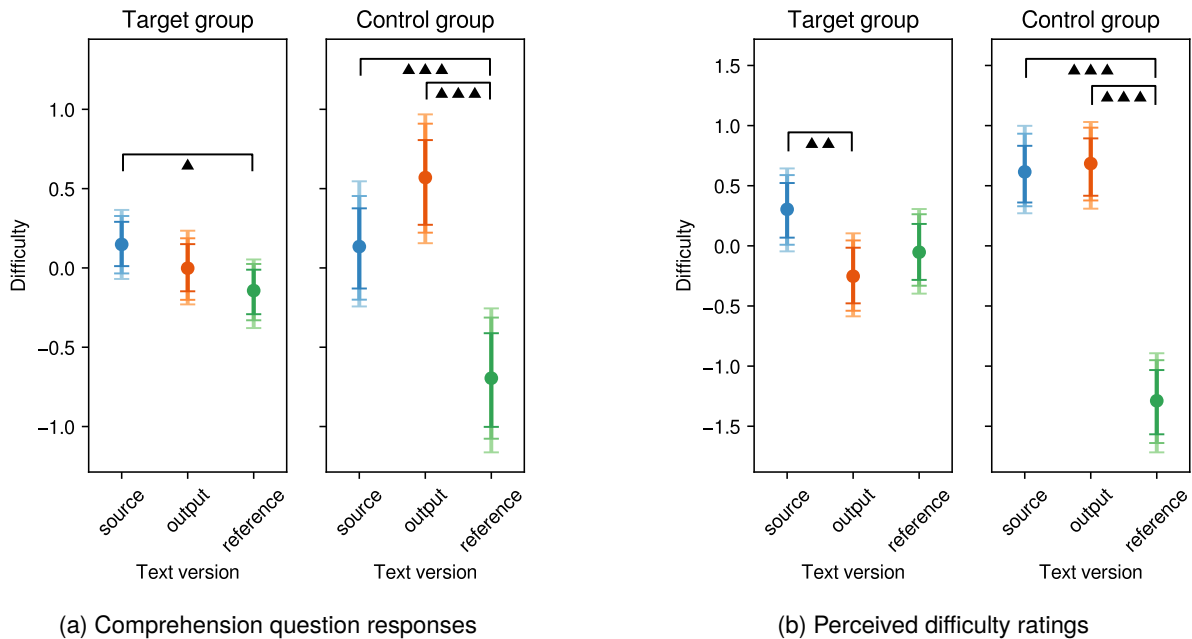 Target group
Control group
Difficulty
1.0
0.5
0.0
−0.5
−1.0
▲
▲▲▲
▲▲▲
source
output
reference
source
output
reference
Text version
Text version
(a) Comprehension question responses
Target group
Control group
Difficulty
1.5
1.0
0.5
0.0
−0.5
−1.0
−1.5
▲▲
▲▲▲
▲▲▲
source
output
reference
source
output
reference
Text version
Text version
(b) Perceived difficulty ratings